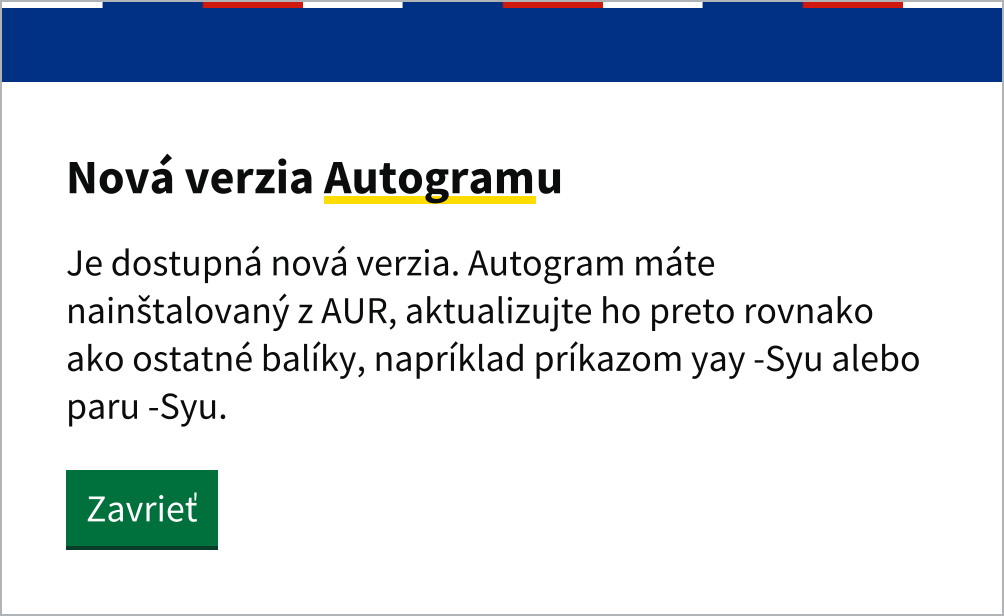 Nová verzia Autogramu
Je dostupná nová verzia. Autogram máte
nainštalovaný z AUR, aktualizujte ho preto rovnako
ako ostatné balíky, napríklad príkazom yay -Syu alebo
paru -Syu.
Zavrieť